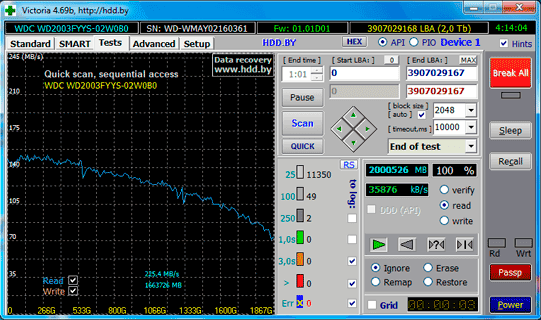 Victoria 4.69b, http://hdd.by
WDC WD2003FYYS-02W0B0
SN: WD-WMAY02160361
Fw: 01.01D01
3907029168 LBA (2.0 Tb)
4:14:04
Standard
SMART
Tests
Advanced
Setup
HDD.BY
HEX
API
PIO
Device 1
Hints
245 (MB/s)
210
175
140
105
70
35
0
266G
533G
800G
1066G
1333G
1600G
1867G
Data recovery
www.hdd.by
Quick scan, sequential access
WDC WD2003FYYS-02W0B0
Read
Write
225,4 MB/s
1663726 MB
[ End time ]
1:01
[ Start LBA: ]
0
0
0
[ End LBA: ]
MAX
3907029167
3907029167
Pause
Scan
QUICK
[ block size ]
[ auto ]
2048
[ timeout,ms ]
10000
End of test
RS
to log:
25
11350
100
49
250
2
1,0s
0
3,0s
0
>
0
Err
0
2000526 MB
100 %
35876 kB/s
DDD (API)
verify
read
write
Ignore
Erase
Remap
Restore
Grid
00:00:03
Break All
Sleep
Recall
Rd
Wrt
Passp
Power